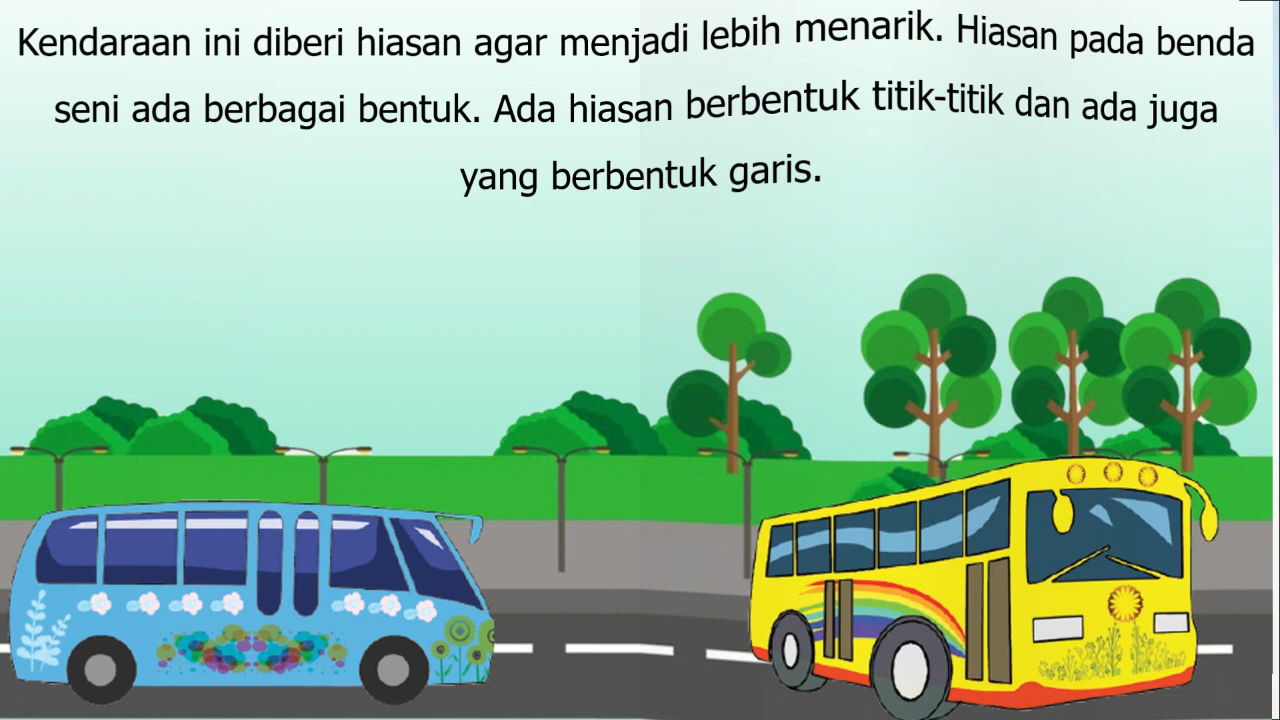 Kendaraan ini diberi hiasan agar menjadi lebih menarik. Hiasan pada benda
seni ada berbagai bentuk. Ada hiasan berbentuk titik-titik dan ada juga
yang berbentuk garis.